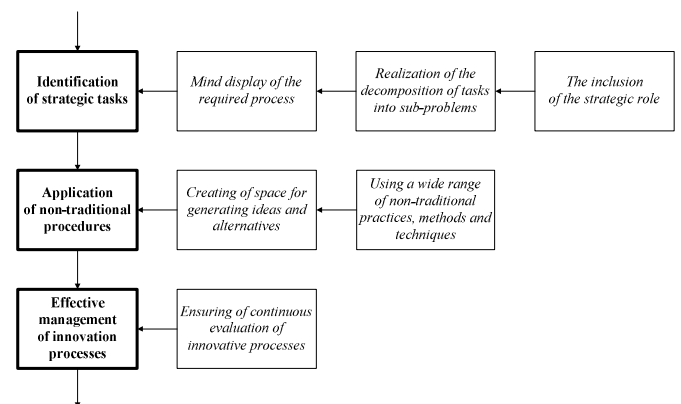 Identification
of strategic tasks
Mind display of the
required process
Realization of the
decomposition of tasks
into sub-problems
The inclusion
of the strategic role
Application
of non-traditional
procedures
Creating of space for
generating ideas and
alternatives
Using a wide range
of non-traditional
practices, methods and
techniques
Effective
management
of innovation
processes
Ensuring of continuous
evaluation of
innovative processes